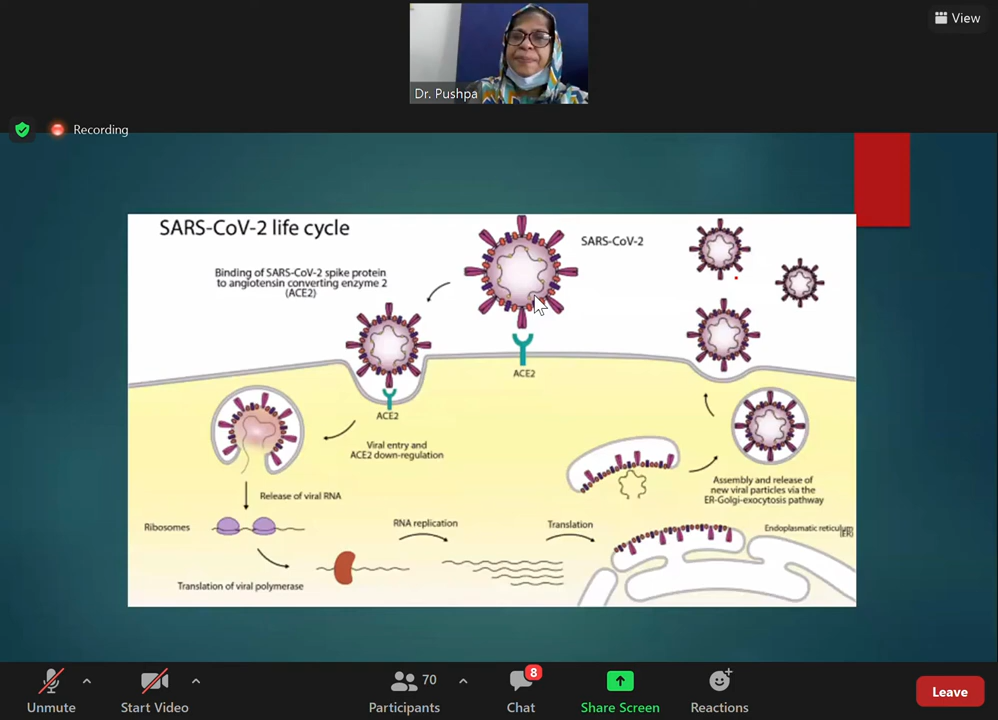 View
Dr. Pushpa
Recording
SARS-CoV-2 life cycle
SARS-CoV-2
Binding of SARS-CoV-2 spike protein
to angiotensin converting enzyme 2
(ACE2)
ACE2
ACE2
Viral entry and
ACE2 down-regulation
Assembly and release of
new viral particles via the
ER-Golgi-exocytosis pathway
Release of viral RNA
Ribosomes
RNA replication
Translation
Endoplasmatic reticulum
(ER)
Translation of viral polymerase
Unmute
Start Video
Participants
70
Chat
8
Share Screen
Reactions
Leave